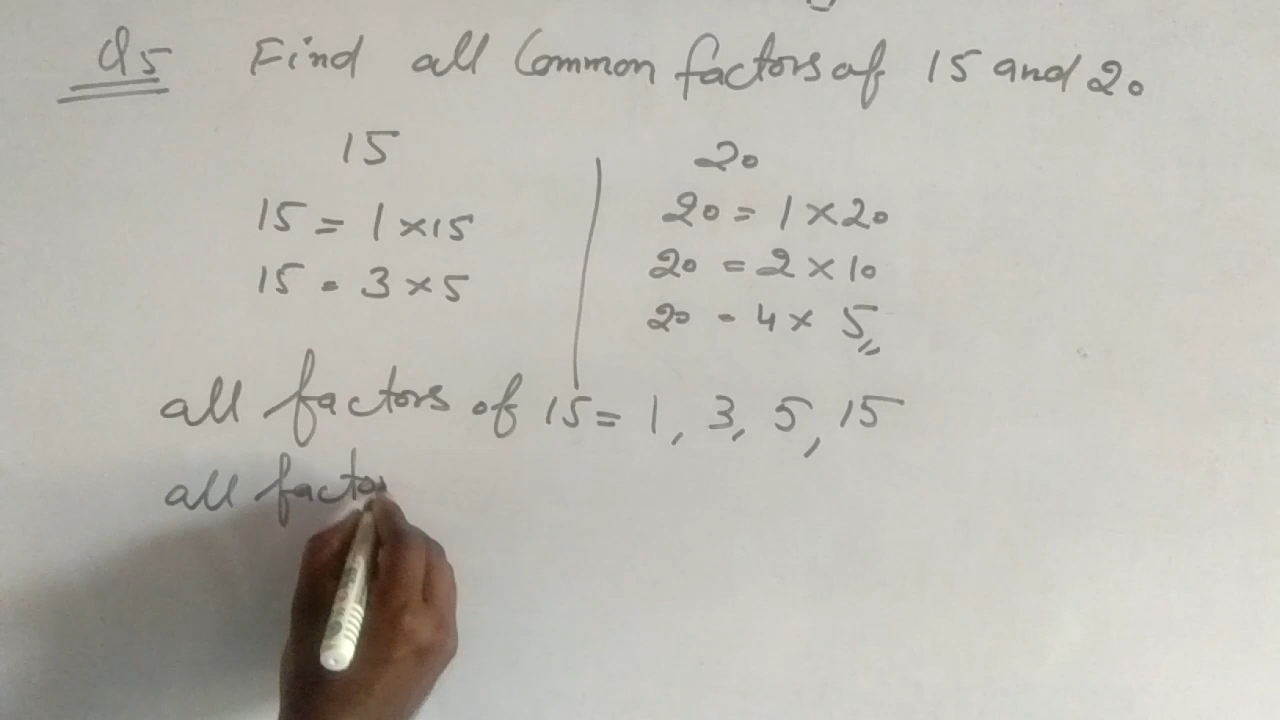 Q5 Find all Common factors of 15 and 20
15
15 = 1 × 15
15 = 3 × 5
20
20 = 1 × 20
20 = 2 × 10
20 = 4 × 5,,
all factors of 15 = 1, 3, 5, 15
all facto